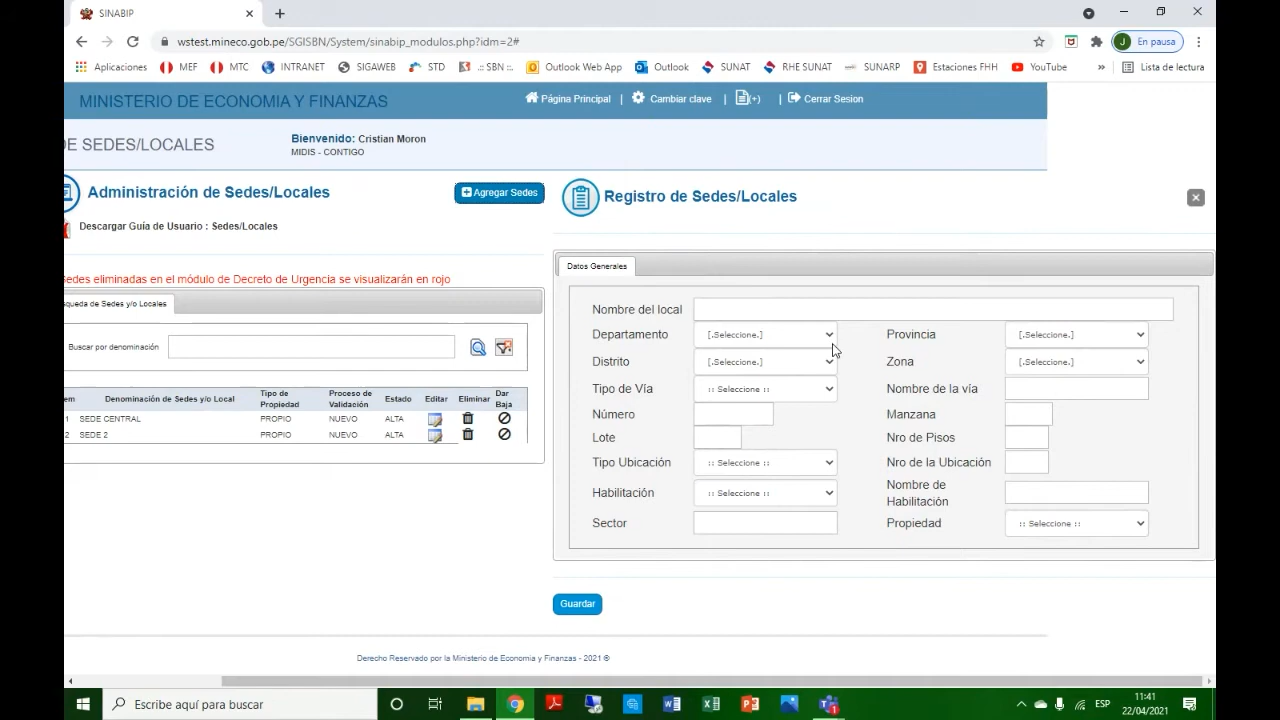 SINABIP
wstest.mineco.gob.pe/SGISBN/System/sinabip_modulos.php?idm=2#
J En pausa
Aplicaciones MEF MTC INTRANET SIGAWEB STD .:: SBN ::. Outlook Web App Outlook SUNAT RHE SUNAT SUNARP Estaciones FHH YouTube » Lista de lectura
MINISTERIO DE ECONOMIA Y FINANZAS
Página Principal | Cambiar clave | (+) | Cerrar Sesion
DE SEDES/LOCALES
Bienvenido: Cristian Moron
MIDIS - CONTIGO
Administración de Sedes/Locales
Agregar Sedes
Descargar Guía de Usuario : Sedes/Locales
Sedes eliminadas en el módulo de Decreto de Urgencia se visualizarán en rojo
squeda de Sedes y/o Locales
Buscar por denominación
em Denominación de Sedes y/o Local Tipo de Propiedad Proceso de Validación Estado Editar Eliminar Dar Baja
1 SEDE CENTRAL PROPIO NUEVO ALTA
2 SEDE 2 PROPIO NUEVO ALTA
Registro de Sedes/Locales
Datos Generales
Nombre del local
Departamento [.Seleccione.] Provincia [.Seleccione.]
Distrito [.Seleccione.] Zona [.Seleccione.]
Tipo de Vía :: Seleccione :: Nombre de la vía
Número Manzana
Lote Nro de Pisos
Tipo Ubicación :: Seleccione :: Nro de la Ubicación
Habilitación :: Seleccione :: Nombre de Habilitación
Sector Propiedad :: Seleccione ::
Guardar
Derecho Reservado por la Ministerio de Economia y Finanzas - 2021 ®
Escribe aquí para buscar
ESP
11:41
22/04/2021